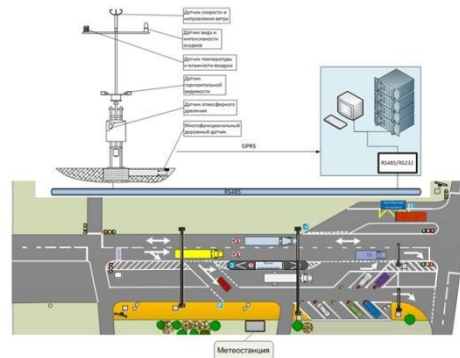 Датчик скорости и
направления ветра
Датчик вида и
интенсивности
осадков
Датчик температуры
и влажности воздуха
Датчик
горизонтальной
видимости
Датчик атмосферного
давления
Многофункциональный
дорожный датчик
GPRS
RS485/RS232
RS485
Метеостанция